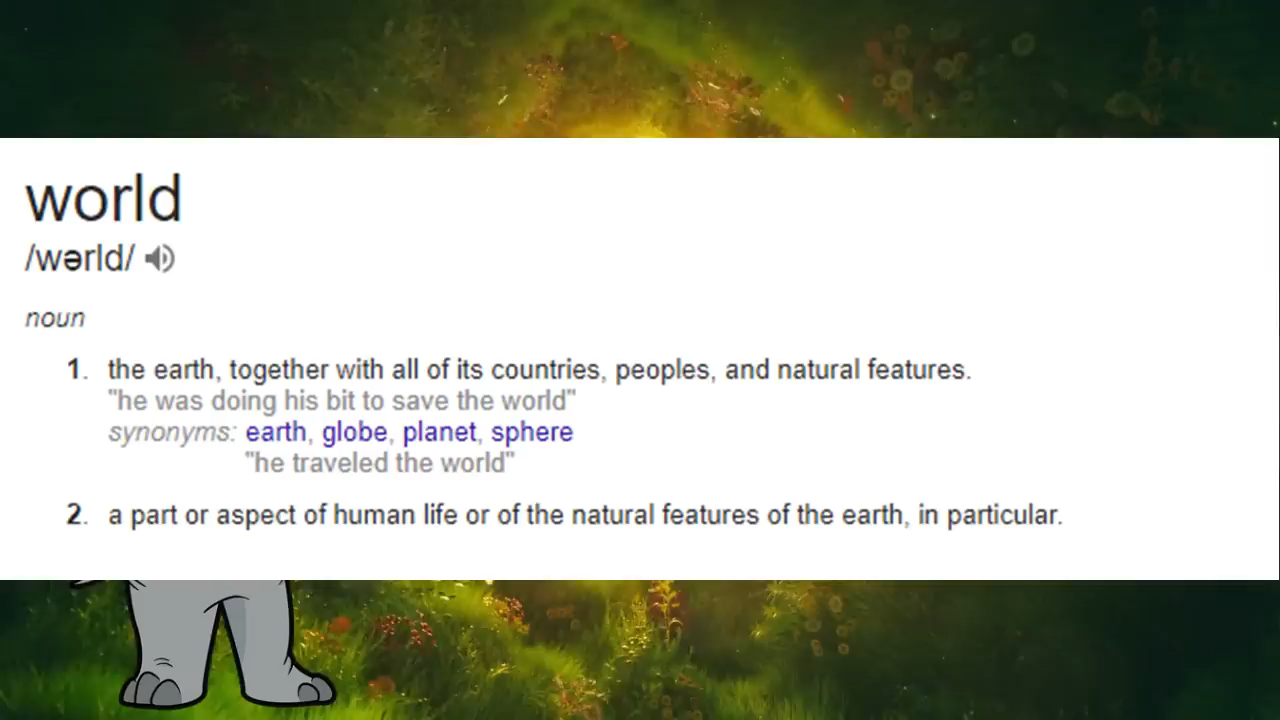 world
/wərld/
noun
1. the earth, together with all of its countries, peoples, and natural features.
"he was doing his bit to save the world"
synonyms: earth, globe, planet, sphere
"he traveled the world"
2. a part or aspect of human life or of the natural features of the earth, in particular.